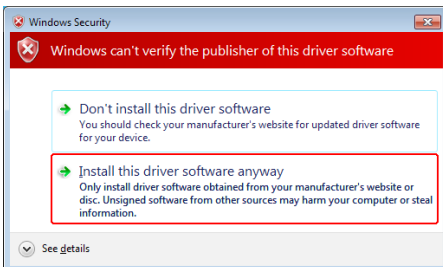 Windows Security
Windows can't verify the publisher of this driver software
Don't install this driver software
You should check your manufacturer's website for updated driver software
for your device.
Install this driver software anyway
Only install driver software obtained from your manufacturer's website or
disc. Unsigned software from other sources may harm your computer or steal
information.
See details